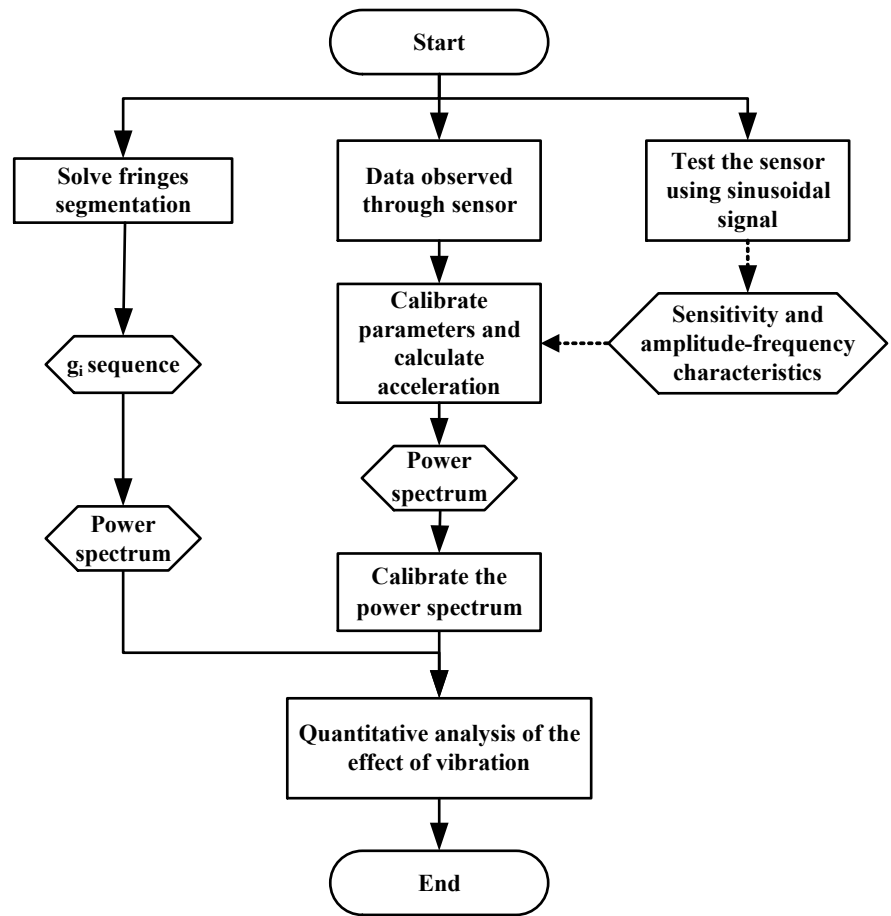 Start
Solve fringes
segmentation
Data observed
through sensor
Test the sensor
using sinusoidal
signal
Calibrate
parameters and
calculate
acceleration
Sensitivity and
amplitude-frequency
characteristics
gᵢ sequence
Power
spectrum
Power
spectrum
Calibrate the
power spectrum
Quantitative analysis of the
effect of vibration
End